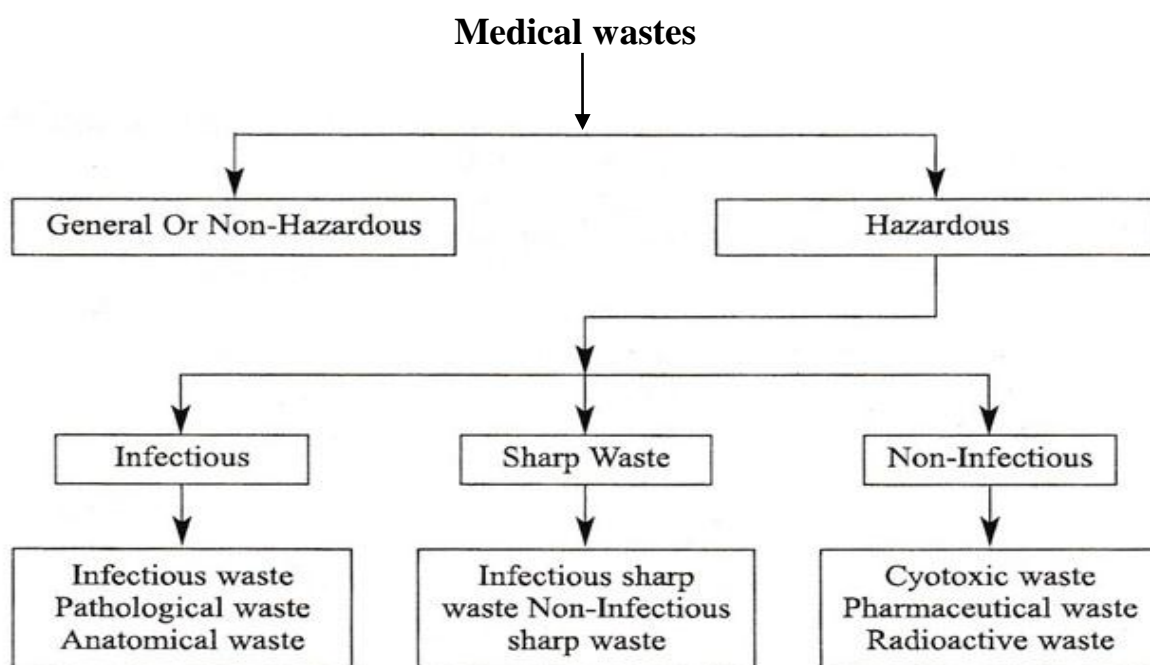 Medical wastes
General Or Non-Hazardous
Hazardous
Infectious
Sharp Waste
Non-Infectious
Infectious waste
Pathological waste
Anatomical waste
Infectious sharp
waste Non-Infectious
sharp waste
Cyotoxic waste
Pharmaceutical waste
Radioactive waste